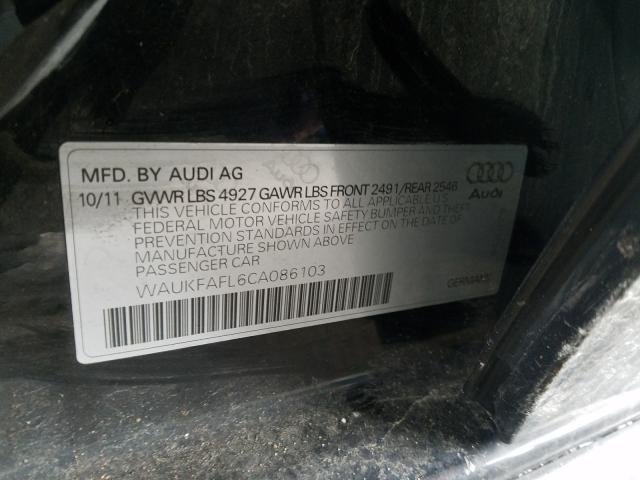 MFD. BY AUDI AG
10/11 GVWR LBS 4927 GAWR LBS FRONT 2491/REAR 2546
THIS VEHICLE CONFORMS TO ALL APPLICABLE U.S.
FEDERAL MOTOR VEHICLE SAFETY BUMPER AND THEFT
PREVENTION STANDARDS IN EFFECT ON THE DATE OF
MANUFACTURE SHOWN ABOVE
PASSENGER CAR
WAUKFAFL6CA086103
Audi
GERMANY